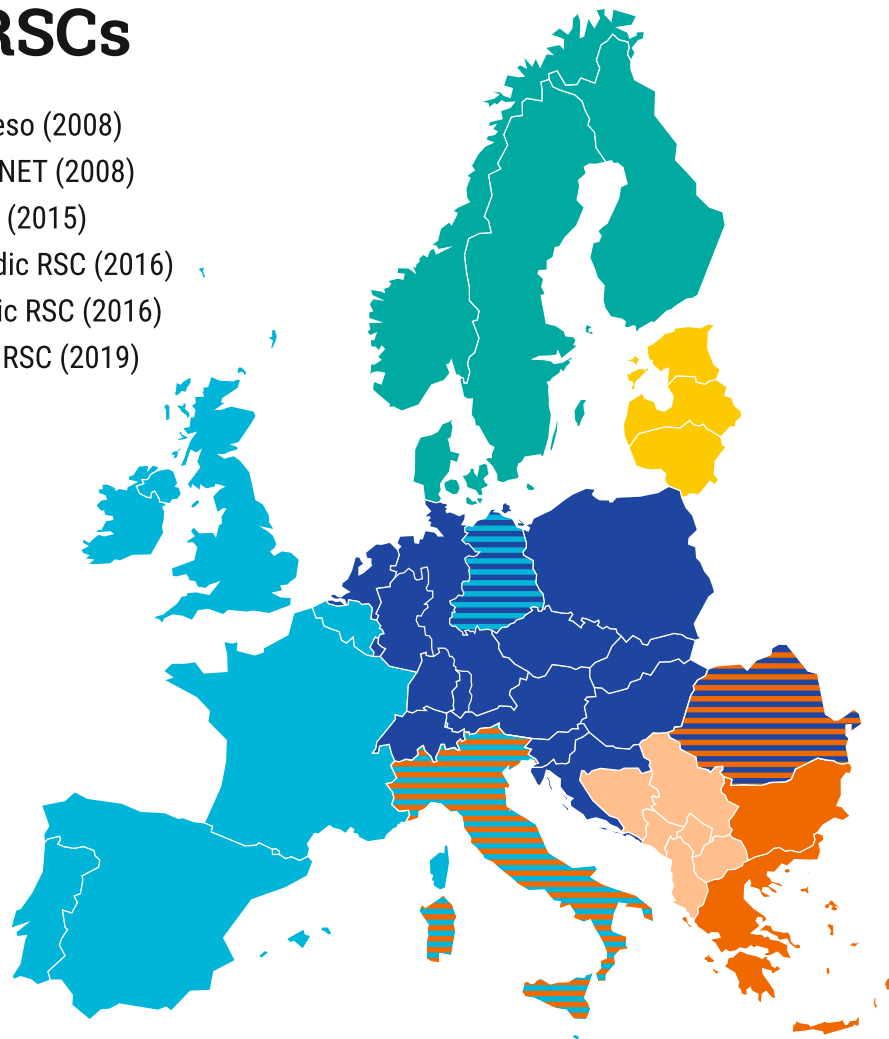 RSCs
eso (2008)
NET (2008)
(2015)
dic RSC (2016)
ic RSC (2016)
RSC (2019)